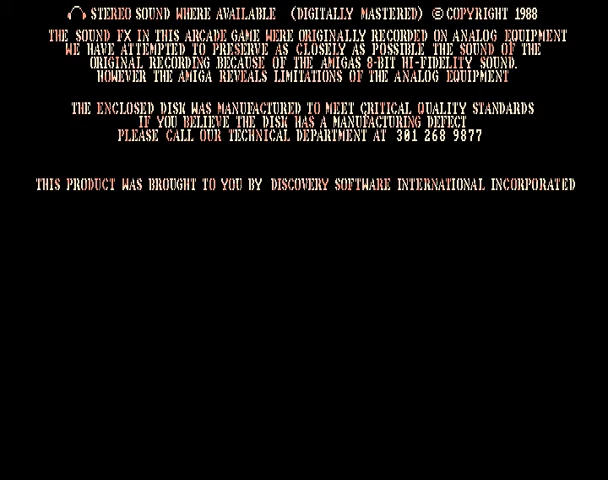 STEREO SOUND WHERE AVAILABLE (DIGITALLY MASTERED) © COPYRIGHT 1988
THE SOUND FX IN THIS ARCADE GAME WERE ORIGINALLY RECORDED ON ANALOG EQUIPMENT
WE HAVE ATTEMPTED TO PRESERVE AS CLOSELY AS POSSIBLE THE SOUND OF THE
ORIGINAL RECORDING BECAUSE OF THE AMIGAS 8-BIT HI-FIDELITY SOUND.
HOWEVER THE AMIGA REVEALS LIMITATIONS OF THE ANALOG EQUIPMENT
THE ENCLOSED DISK WAS MANUFACTURED TO MEET CRITICAL QUALITY STANDARDS
IF YOU BELIEVE THE DISK HAS A MANUFACTURING DEFECT
PLEASE CALL OUR TECHNICAL DEPARTMENT AT 301 268 9877
THIS PRODUCT WAS BROUGHT TO YOU BY DISCOVERY SOFTWARE INTERNATIONAL INCORPORATED